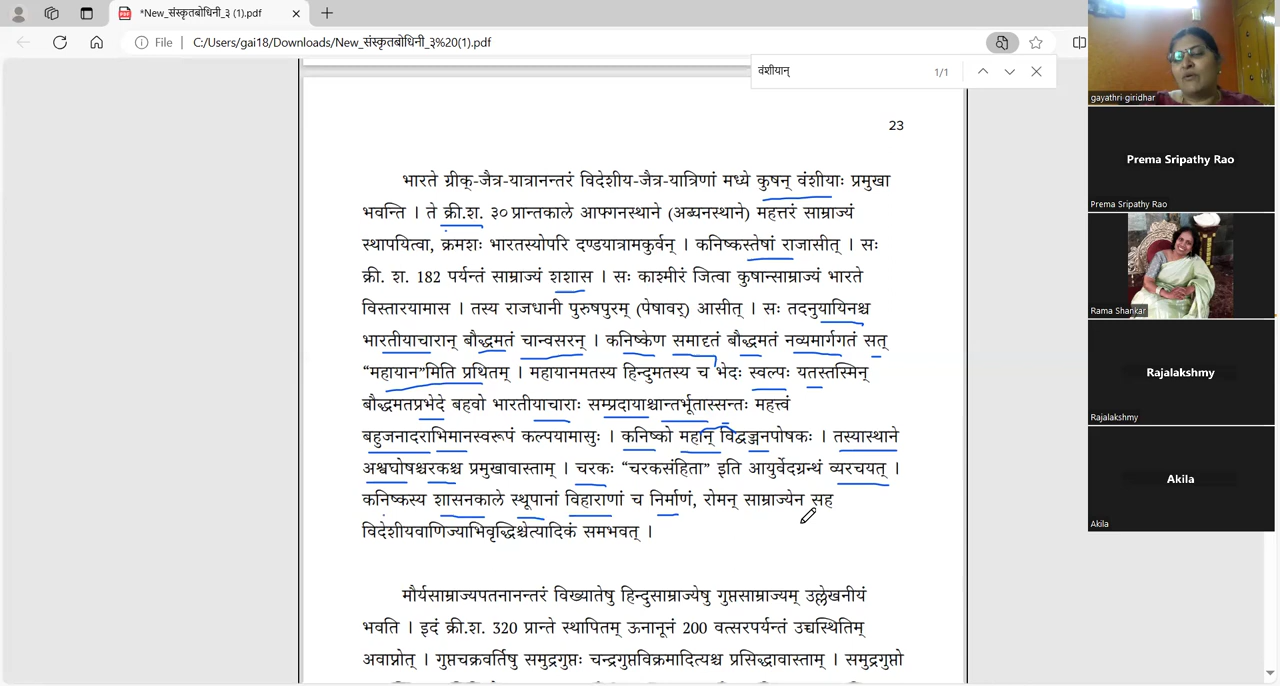 *New_संस्कृतबोधिनी_३ (1).pdf
File C:/Users/gai18/Downloads/New_संस्कृतबोधिनी_३%20(1).pdf
वंशीयान् 1/1
23
भारते ग्रीक्-जैत्र-यात्रानन्तरं विदेशीय-जैत्र-यात्रिणां मध्ये कुषन् वंशीयाः प्रमुखा
भवन्ति । ते क्री.श. ३० प्रान्तकाले आफ्गनस्थाने (अब्घनस्थाने) महत्तरं साम्राज्यं
स्थापयित्वा, क्रमशः भारतस्योपरि दण्डयात्रामकुर्वन् । कनिष्कस्तेषां राजासीत् । सः
क्री. श. 182 पर्यन्तं साम्राज्यं शशास । सः काश्मीरं जित्वा कुषान्साम्राज्यं भारते
विस्तारयामास । तस्य राजधानी पुरुषपुरम् (पेषावर्) आसीत् । सः तदनुयायिनश्च
भारतीयाचारान् बौद्धमतं चान्वसरन् । कनिष्केण समादृतं बौद्धमतं नव्यमार्गगतं सत्
“महायान”मिति प्रथितम् । महायानमतस्य हिन्दुमतस्य च भेदः स्वल्पः यतस्तस्मिन्
बौद्धमतप्रभेदे बहवो भारतीयाचाराः सम्प्रदायाश्चान्तर्भूतास्सन्तः महत्त्वं
बहुजनादराभिमानस्वरूपं कल्पयामासुः । कनिष्को महान् विद्वज्जनपोषकः । तस्यास्थाने
अश्वघोषश्चरकश्च प्रमुखावास्ताम् । चरकः “चरकसंहिता” इति आयुर्वेदग्रन्थं व्यरचयत् ।
कनिष्कस्य शासनकाले स्थूपानां विहाराणां च निर्माणं, रोमन् साम्राज्येन सह
विदेशीयवाणिज्याभिवृद्धिश्चेत्यादिकं समभवत् ।
मौर्यसाम्राज्यपतनानन्तरं विख्यातेषु हिन्दुसाम्राज्येषु गुप्तसाम्राज्यम् उल्लेखनीयं
भवति । इदं क्री.श. 320 प्रान्ते स्थापितम् ऊनानूनं 200 वत्सरपर्यन्तं उच्चस्थितिम्
अवाप्नोत् । गुप्तचक्रवर्तिषु समुद्रगुप्तः चन्द्रगुप्तविक्रमादित्यश्च प्रसिद्धावास्ताम् । समुद्रगुप्तो
gayathri giridhar
Prema Sripathy Rao
Prema Sripathy Rao
Rama Shankar
Rajalakshmy
Rajalakshmy
Akila
Akila